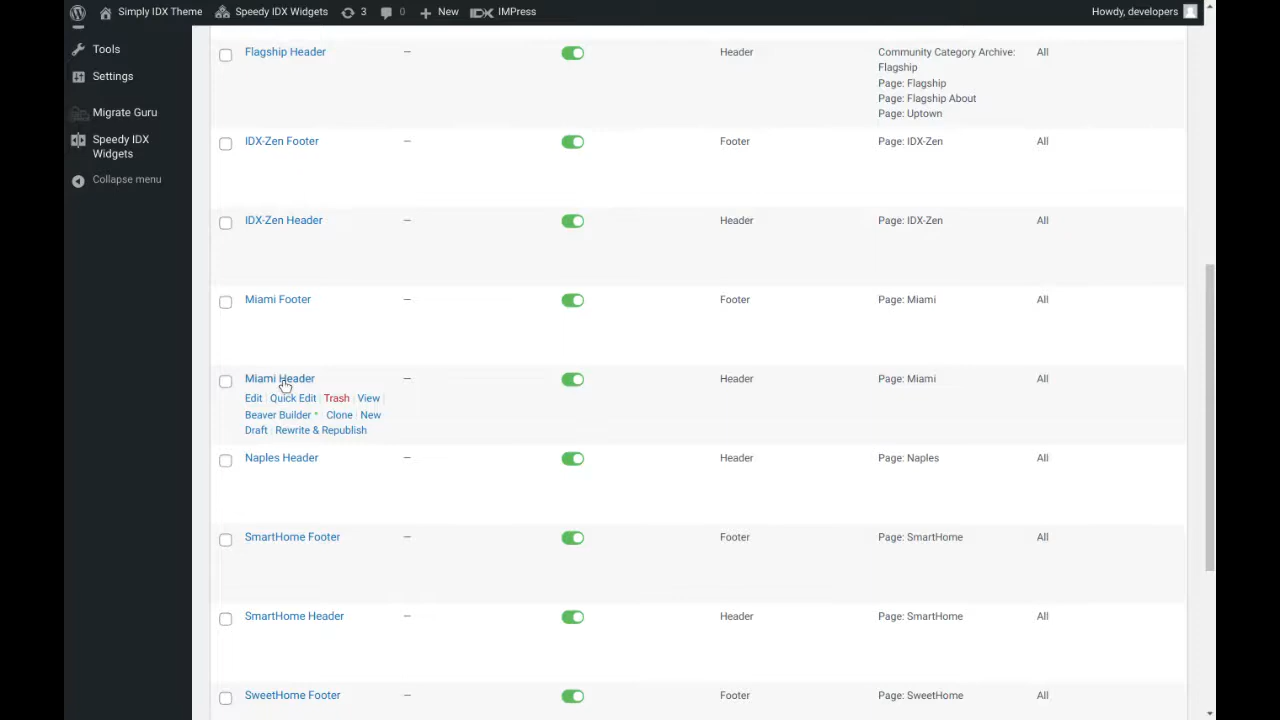 Simply IDX Theme Speedy IDX Widgets 3 0 New IDX IMPress Howdy, developers
Tools
Settings
Migrate Guru
Speedy IDX
Widgets
Collapse menu
Flagship Header — Header Community Category Archive: All
Flagship
Page: Flagship
Page: Flagship About
Page: Uptown
IDX-Zen Footer — Footer Page: IDX-Zen All
IDX-Zen Header — Header Page: IDX-Zen All
Miami Footer — Footer Page: Miami All
Miami Header — Header Page: Miami All
Edit | Quick Edit | Trash | View |
Beaver Builder • | Clone | New
Draft | Rewrite & Republish
Naples Header — Header Page: Naples All
SmartHome Footer — Footer Page: SmartHome All
SmartHome Header — Header Page: SmartHome All
SweetHome Footer — Footer Page: SweetHome All